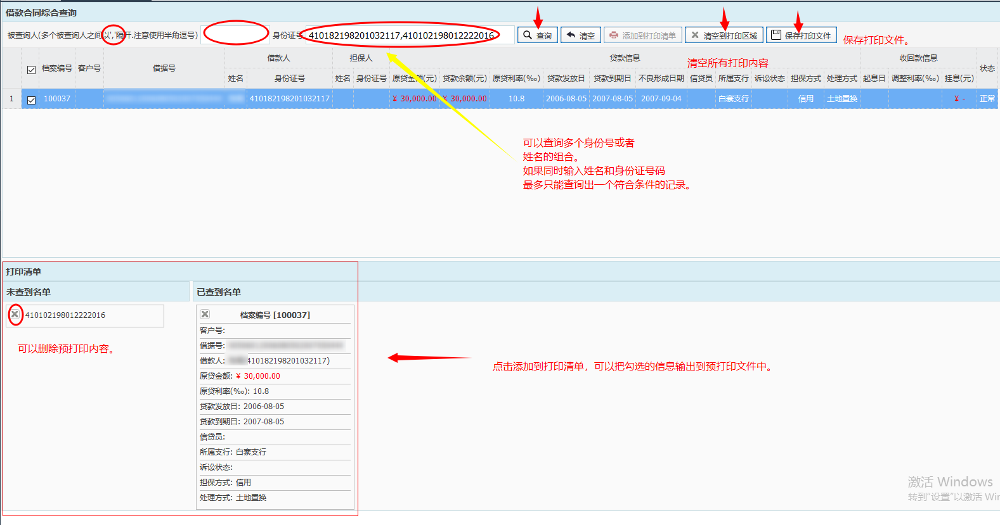 借款合同综合查询
被查询人(多个被查询人之间以','隔开.注意使用半角逗号) 身份证号 410182198201032117,410102198012222016 查询 清空 添加到打印清单 清空到打印区域 保存打印文件 保存打印文件。
借款人 担保人 贷款信息 收回款信息
清空所有打印内容
档案编号 客户号 借据号 姓名 身份证号 姓名 身份证号 原贷金额(元) 贷款余额(元) 原贷利率(‰) 贷款发放日 贷款到期日 不良形成日期 信贷员 所属支行 诉讼状态 担保方式 处理方式 起息日 调整利率(‰) 挂息(元) 状态
1 100037 410182198201032117 ¥ 30,000.00 ¥ 30,000.00 10.8 2006-08-05 2007-08-05 2007-09-04 白寨支行 信用 土地置换 ¥ - 正常
可以查询多个身份号或者
姓名的组合。
如果同时输入姓名和身份证号码
最多只能查询出一个符合条件的记录。
打印清单
未查到名单 已查到名单
410102198012222016
可以删除预打印内容。
档案编号 [100037]
客户号:
借据号:
借款人: 410182198201032117)
原贷金额: ¥ 30,000.00
原贷利率(‰): 10.8
贷款发放日: 2006-08-05
贷款到期日: 2007-08-05
信贷员:
所属支行: 白寨支行
诉讼状态:
担保方式: 信用
处理方式: 土地置换
点击添加到打印清单，可以把勾选的信息输出到预打印文件中。
激活 Windows
转到"设置"以激活 Win